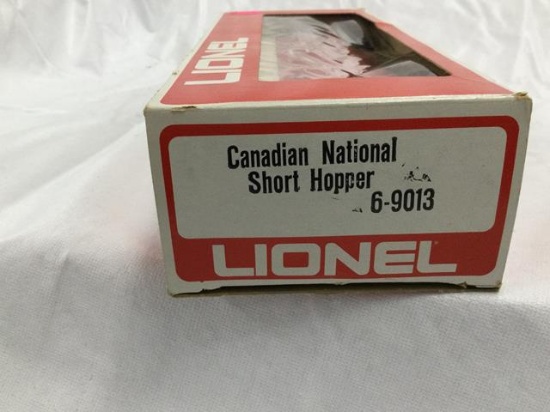 LIONEL
Canadian National
Short Hopper
6-9013
LIONEL